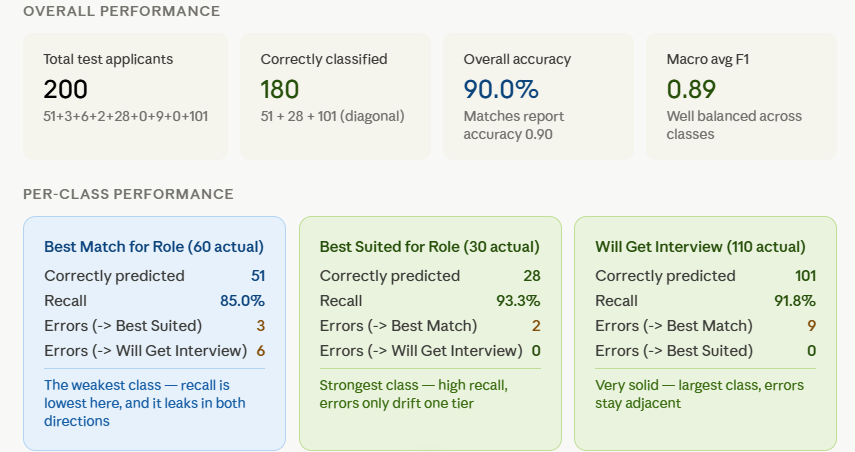 OVERALL PERFORMANCE
Total test applicants
200
51+3+6+2+28+0+9+0+101
Correctly classified
180
51 + 28 + 101 (diagonal)
Overall accuracy
90.0%
Matches report
accuracy 0.90
Macro avg F1
0.89
Well balanced across
classes
PER-CLASS PERFORMANCE
Best Match for Role (60 actual)
Correctly predicted 51
Recall 85.0%
Errors (-> Best Suited) 3
Errors (-> Will Get Interview) 6
The weakest class — recall is
lowest here, and it leaks in both
directions
Best Suited for Role (30 actual)
Correctly predicted 28
Recall 93.3%
Errors (-> Best Match) 2
Errors (-> Will Get Interview) 0
Strongest class — high recall,
errors only drift one tier
Will Get Interview (110 actual)
Correctly predicted 101
Recall 91.8%
Errors (-> Best Match) 9
Errors (-> Best Suited) 0
Very solid — largest class, errors
stay adjacent